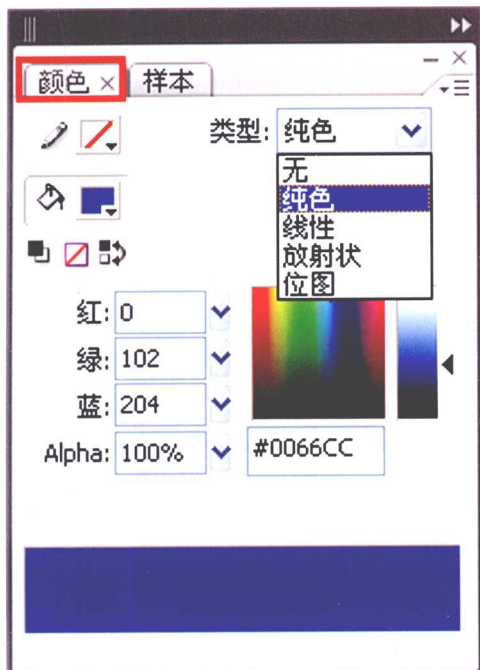 颜色 × 样本
类型: 纯色
无
纯色
线性
放射状
位图
红: 0
绿: 102
蓝: 204
Alpha: 100% #0066CC